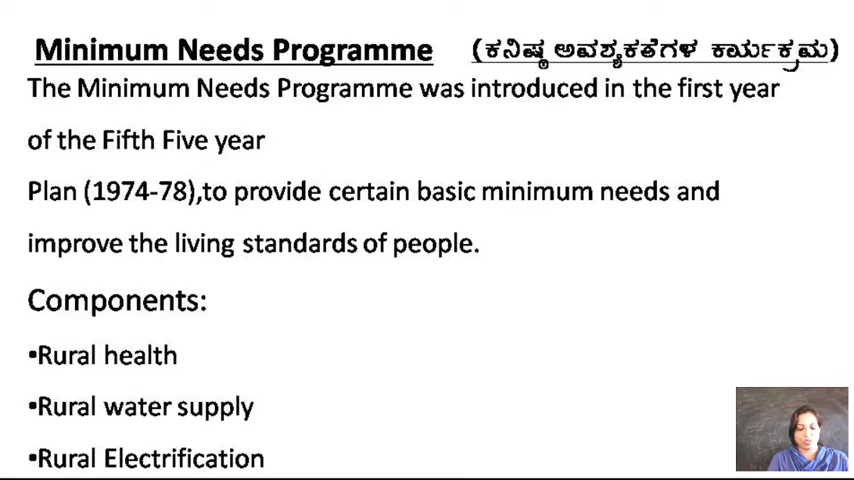 Minimum Needs Programme (ಕನಿಷ್ಠ ಅವಶ್ಯಕತೆಗಳ ಕಾರ್ಯಕ್ರಮ)
The Minimum Needs Programme was introduced in the first year
of the Fifth Five year
Plan (1974-78),to provide certain basic minimum needs and
improve the living standards of people.
Components:
•Rural health
•Rural water supply
•Rural Electrification